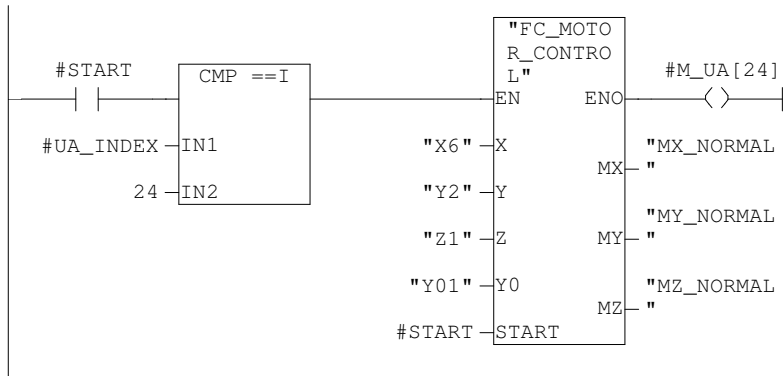 "FC_MOTO
R_CONTRO
L"
#START
CMP ==I
#M_UA[24]
EN
ENO
#UA_INDEX
IN1
"X6"
X
"MX_NORMAL
MX
"
24
IN2
"Y2"
Y
"MY_NORMAL
"Z1"
Z
MY
"
"Y01"
Y0
"MZ_NORMAL
MZ
"
#START
START